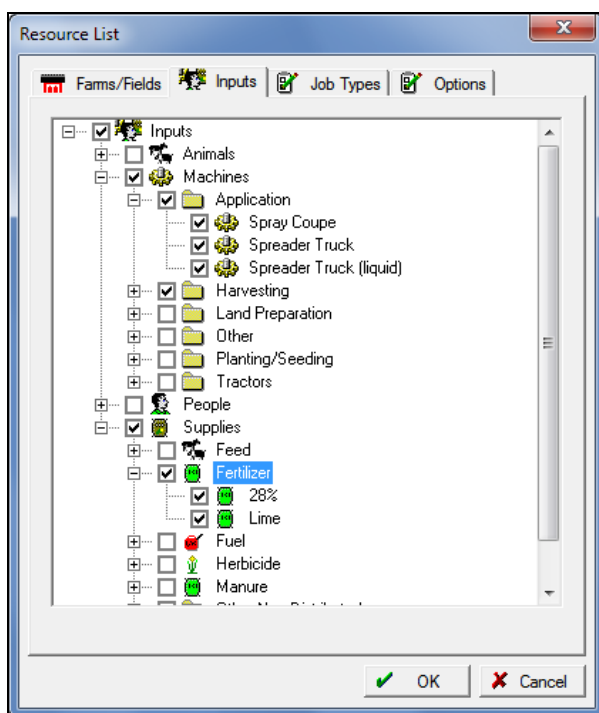 Resource List
Farms/Fields Inputs Job Types Options
Inputs
Animals
Machines
Application
Spray Coupe
Spreader Truck
Spreader Truck (liquid)
Harvesting
Land Preparation
Other
Planting/Seeding
Tractors
People
Supplies
Feed
Fertilizer
28%
Lime
Fuel
Herbicide
Manure
OK Cancel